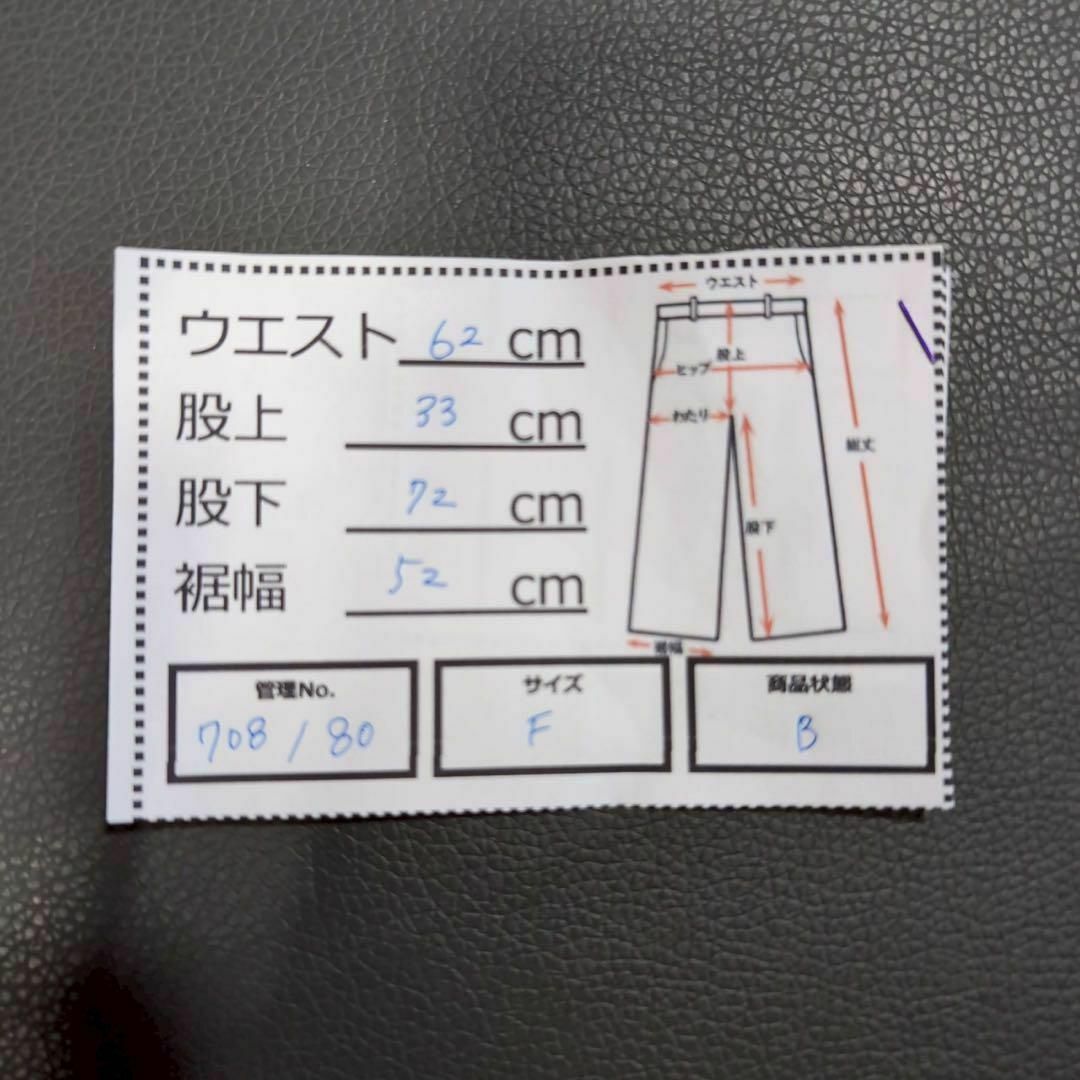 ウエスト 62 cm
股上 33 cm
股下 72 cm
裾幅 52 cm
ウエスト
股上
ヒップ
わたり
総丈
股下
裾幅
管理No.
708 / 80
サイズ
F
商品状態
B